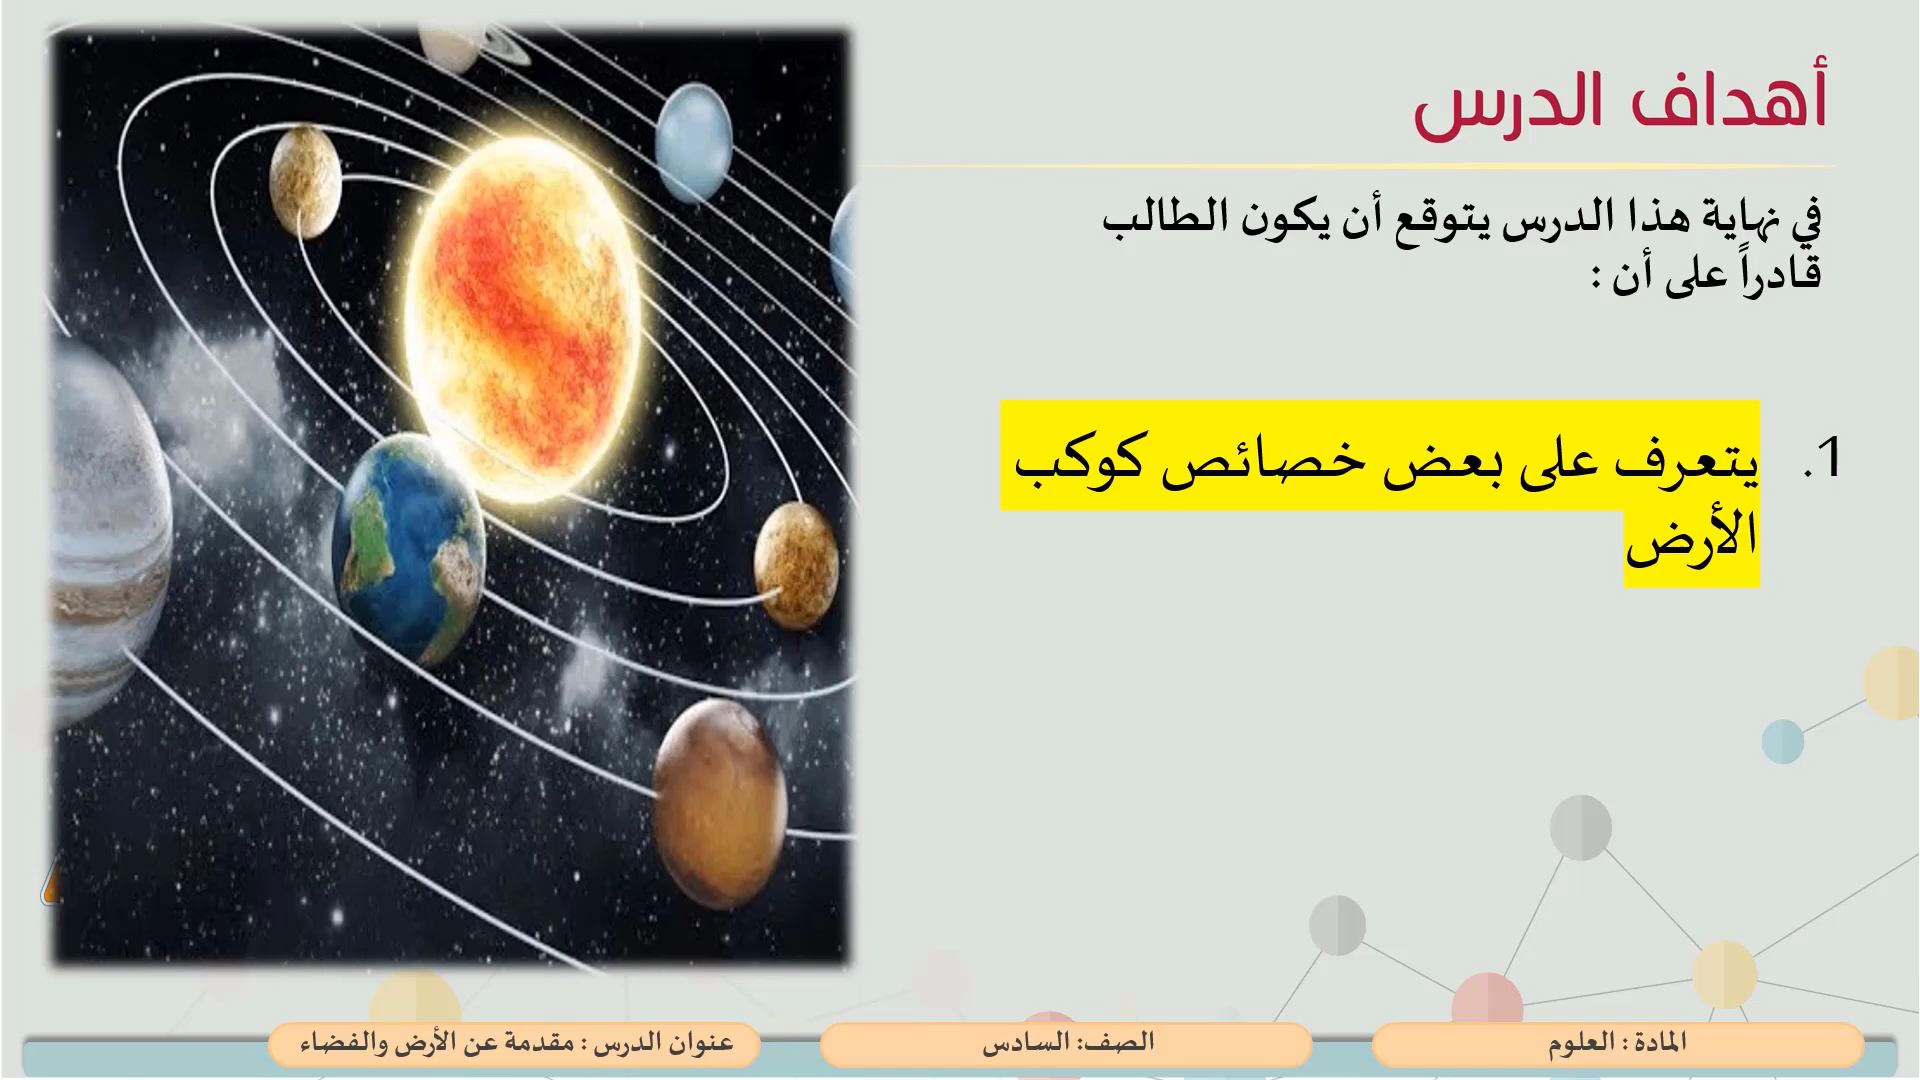 أهداف الدرس
في نهاية هذا الدرس يتوقع أن يكون الطالب
قادراً على أن :
1. يتعرف على بعض خصائص كوكب
الأرض
المادة : العلوم
الصف: السادس
عنوان الدرس : مقدمة عن الأرض والفضاء